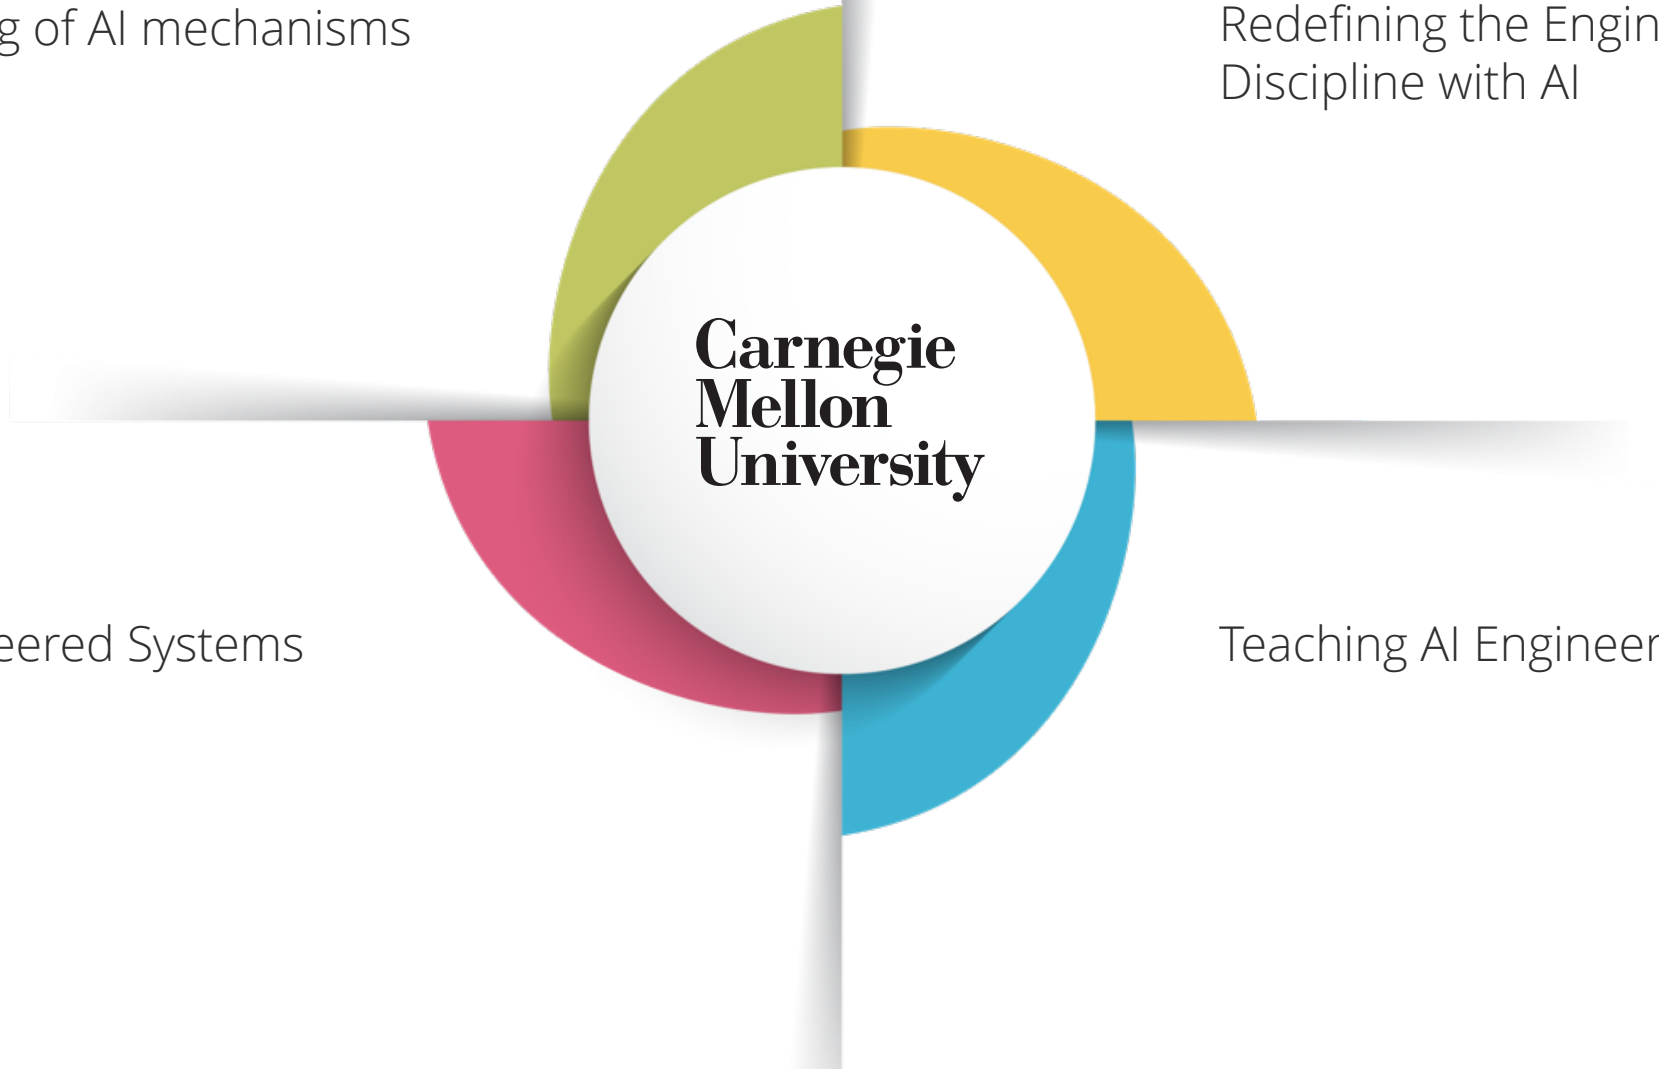 g of AI mechanisms
Redefining the Engin
Discipline with AI
Carnegie
Mellon
University
eered Systems
Teaching AI Engineer